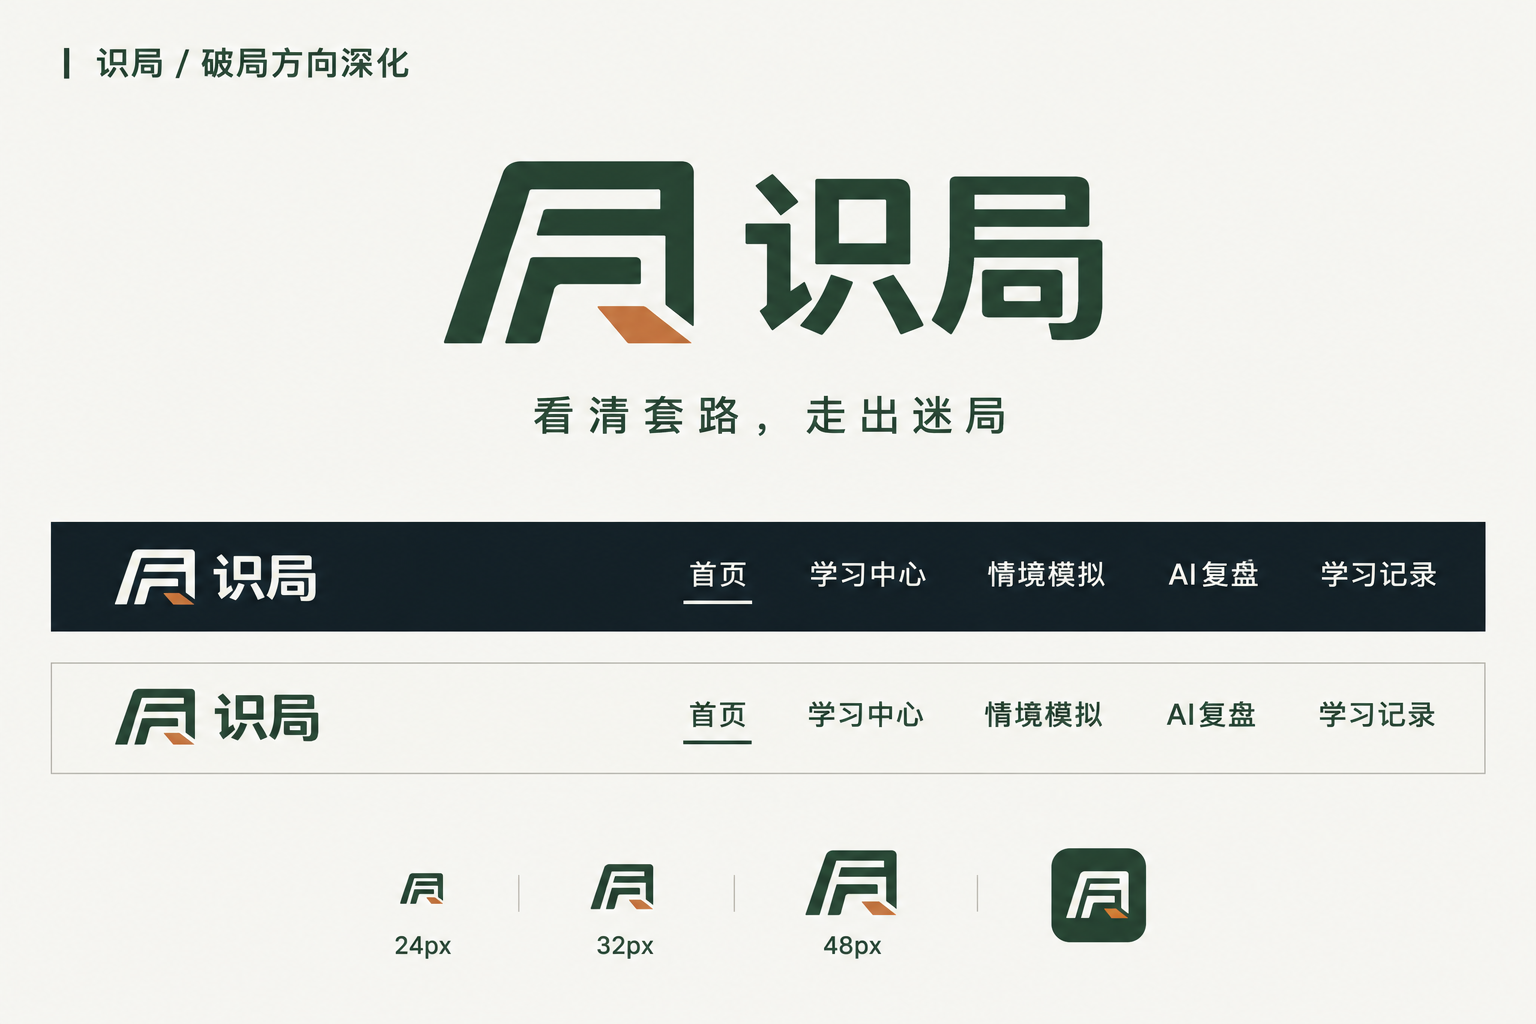 识局 / 破局方向深化
识局
看清套路，走出迷局
识局 首页 学习中心 情境模拟 AI复盘 学习记录
识局 首页 学习中心 情境模拟 AI复盘 学习记录
24px 32px 48px